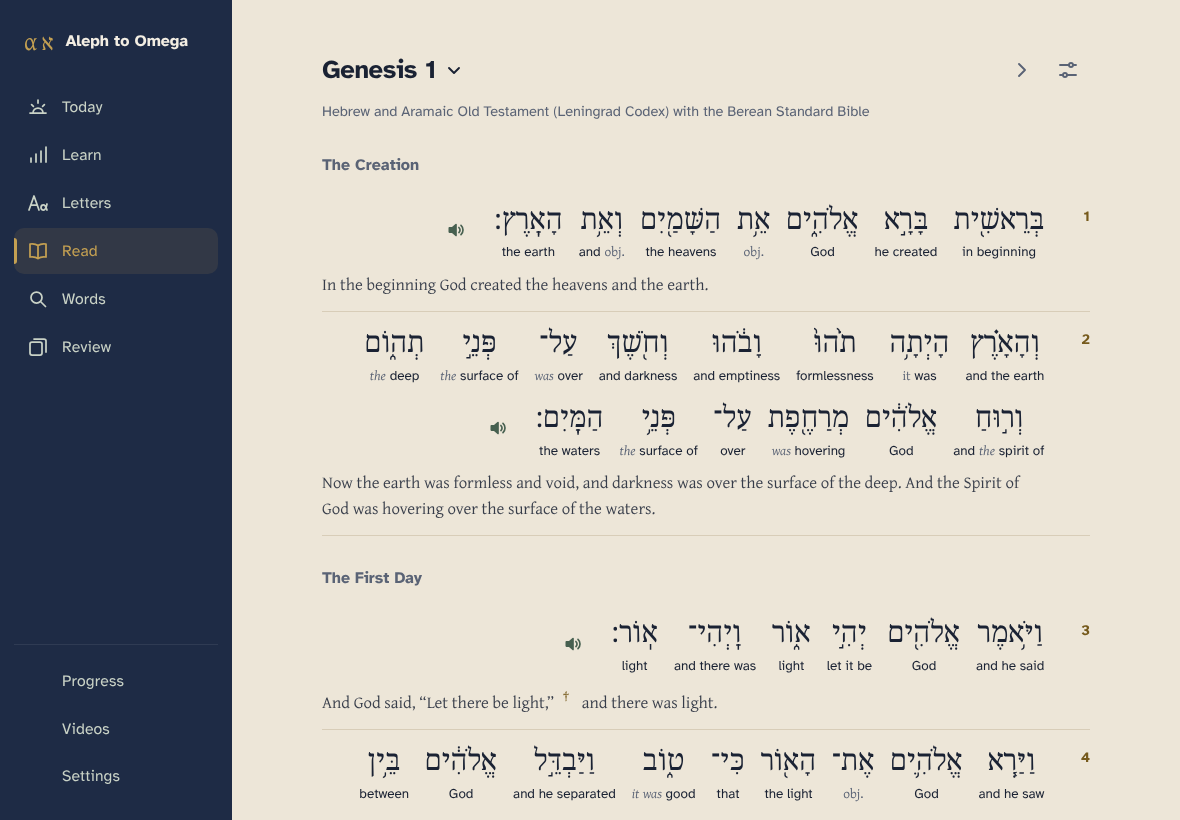 α א Aleph to Omega
Today
Learn
Aα Letters
Read
Words
Review
Progress
Videos
Settings
Genesis 1
Hebrew and Aramaic Old Testament (Leningrad Codex) with the Berean Standard Bible
The Creation
1
בְּרֵאשִׁ֖ית בָּרָ֣א אֱלֹהִ֑ים אֵ֥ת הַשָּׁמַ֖יִם וְאֵ֥ת הָאָֽרֶץ׃
the earth and obj. the heavens obj. God he created in beginning
In the beginning God created the heavens and the earth.
2
וְהָאָ֗רֶץ הָיְתָ֥ה תֹ֙הוּ֙ וָבֹ֔הוּ וְחֹ֖שֶׁךְ עַל־ פְּנֵ֣י תְה֑וֹם
the deep the surface of was over and darkness and emptiness formlessness it was and the earth
וְר֣וּחַ אֱלֹהִ֔ים מְרַחֶ֖פֶת עַל־ פְּנֵ֥י הַמָּֽיִם׃
the waters the surface of over was hovering God and the spirit of
Now the earth was formless and void, and darkness was over the surface of the deep. And the Spirit of
God was hovering over the surface of the waters.
The First Day
3
וַיֹּ֥אמֶר אֱלֹהִ֖ים יְהִ֣י א֑וֹר וַֽיְהִי־ אֽוֹר׃
light and there was light let it be God and he said
And God said, “Let there be light,” † and there was light.
4
וַיַּ֧רְא אֱלֹהִ֛ים אֶת־ הָא֖וֹר כִּי־ ט֑וֹב וַיַּבְדֵּ֣ל אֱלֹהִ֔ים בֵּ֥ין
between God and he separated it was good that the light obj. God and he saw